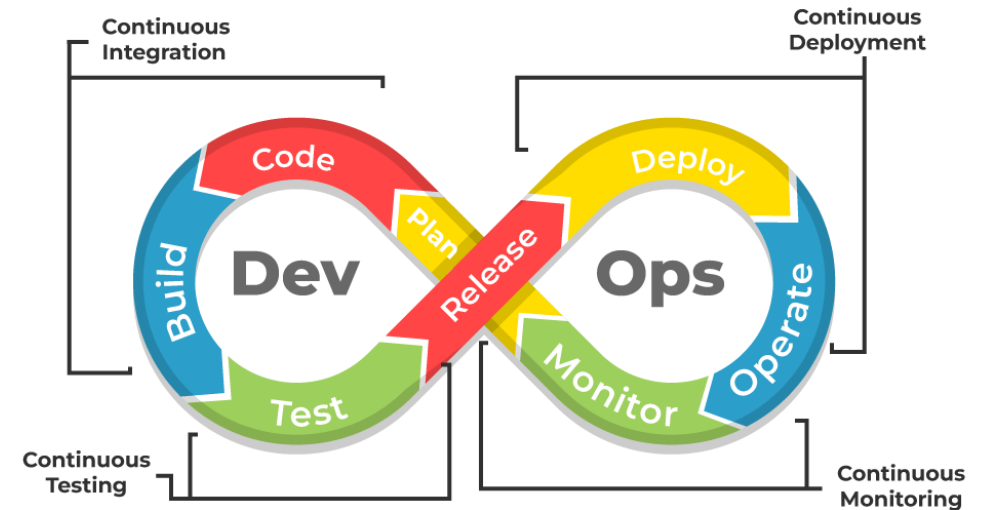 Continuous
Integration
Continuous
Deployment
Code
Deploy
Plan
Dev
Ops
Release
Build
Operate
Test
Monitor
Continuous
Testing
Continuous
Monitoring